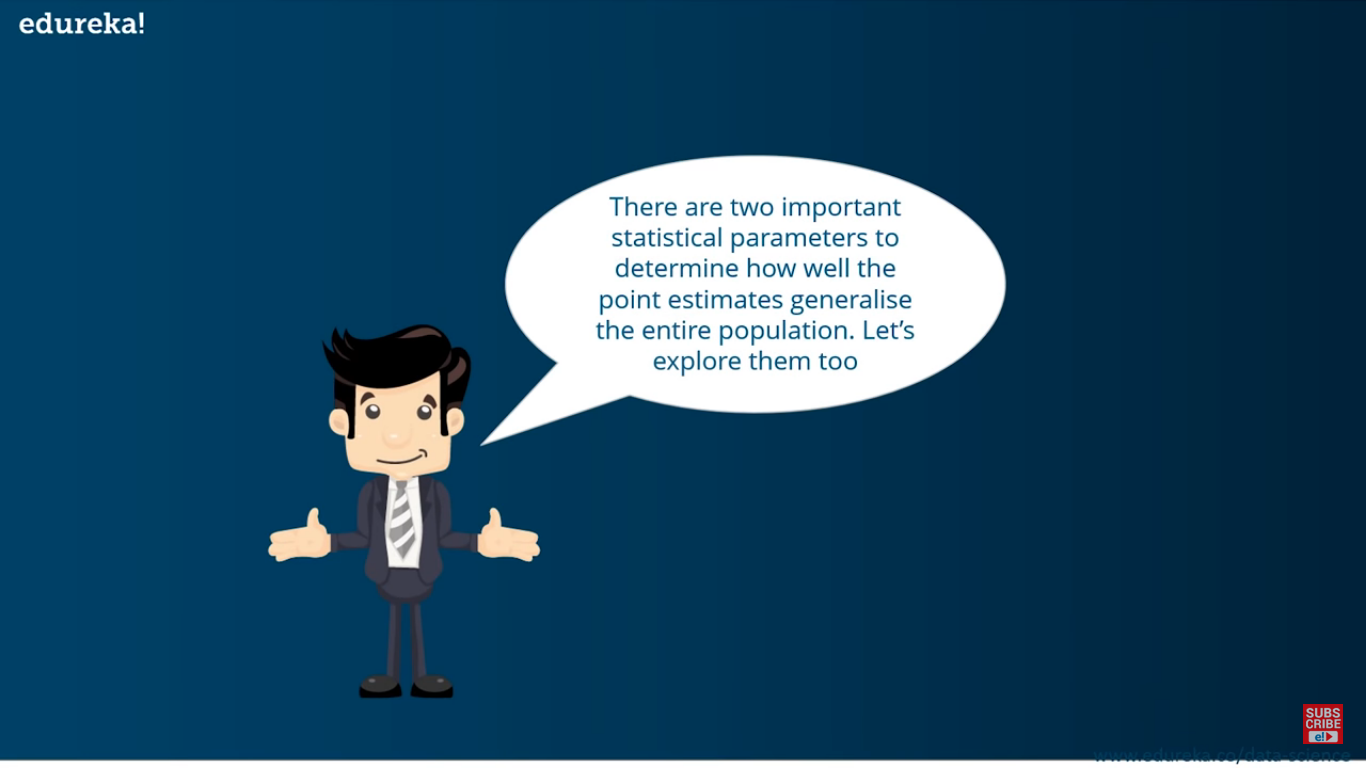 edureka!
There are two important
statistical parameters to
determine how well the
point estimates generalise
the entire population. Let’s
explore them too
SUBS
CRIBE
e!
www.edureka.co/data-science